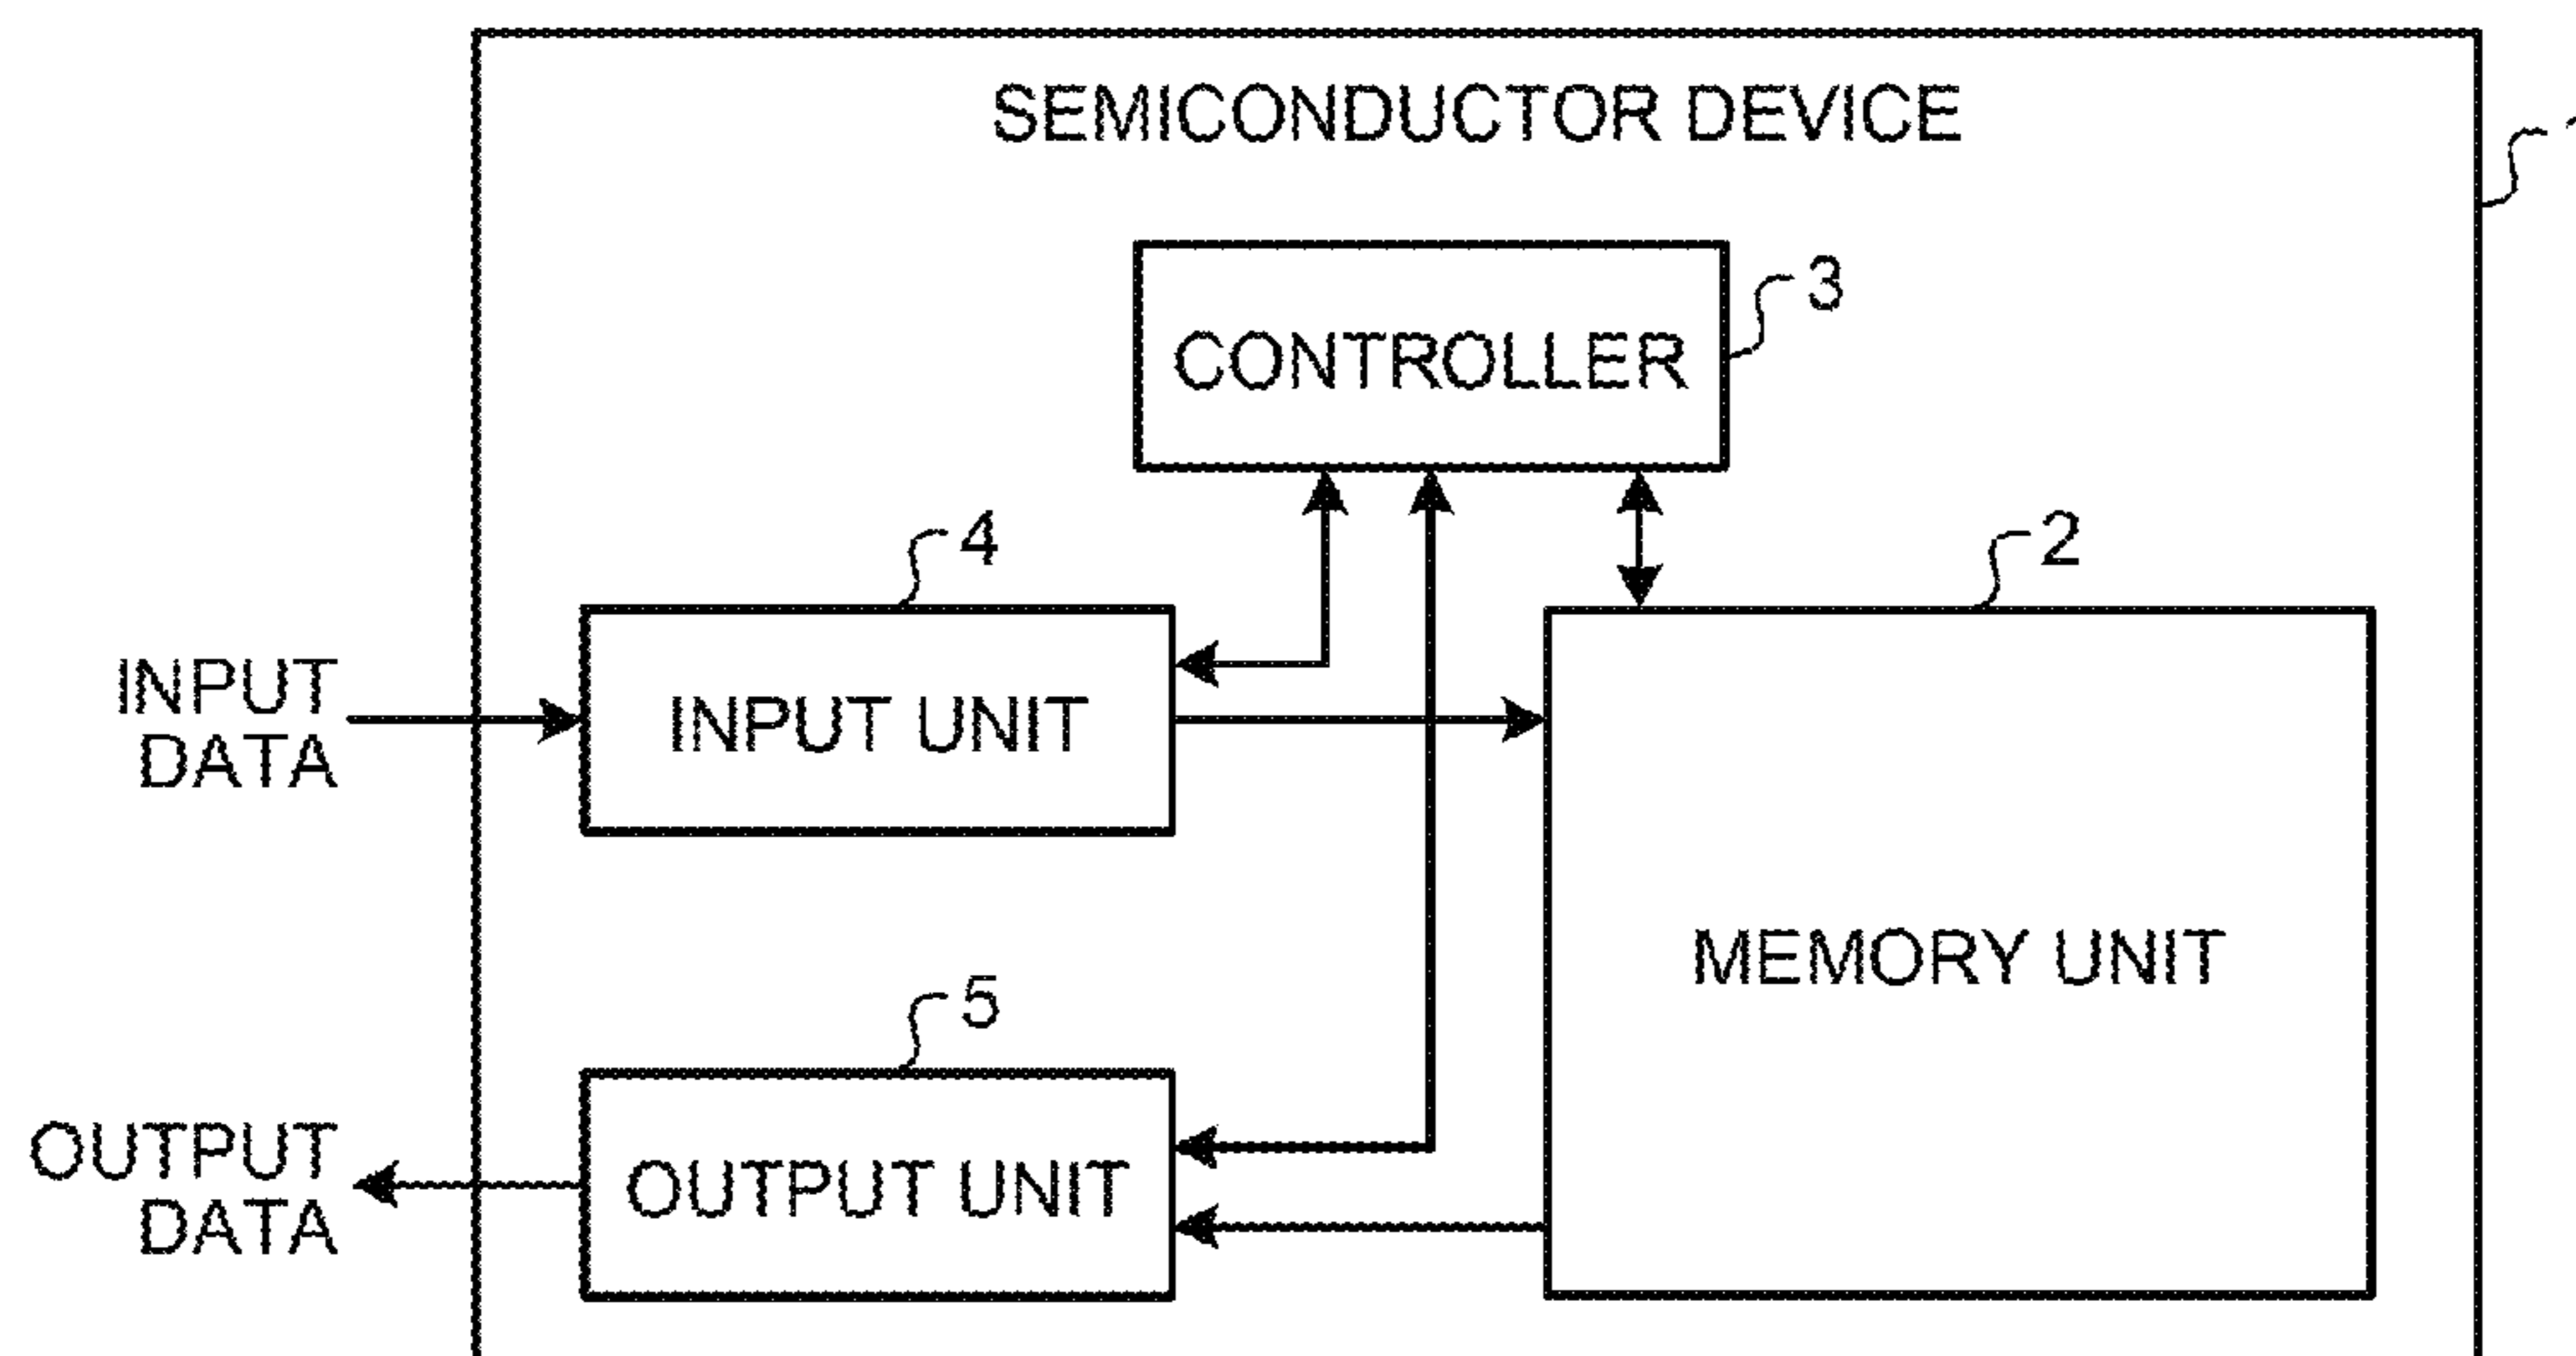 SEMICONDUCTOR DEVICE
3
CONTROLLER
4
2
INPUT
DATA
INPUT UNIT
MEMORY UNIT
5
OUTPUT
DATA
OUTPUT UNIT